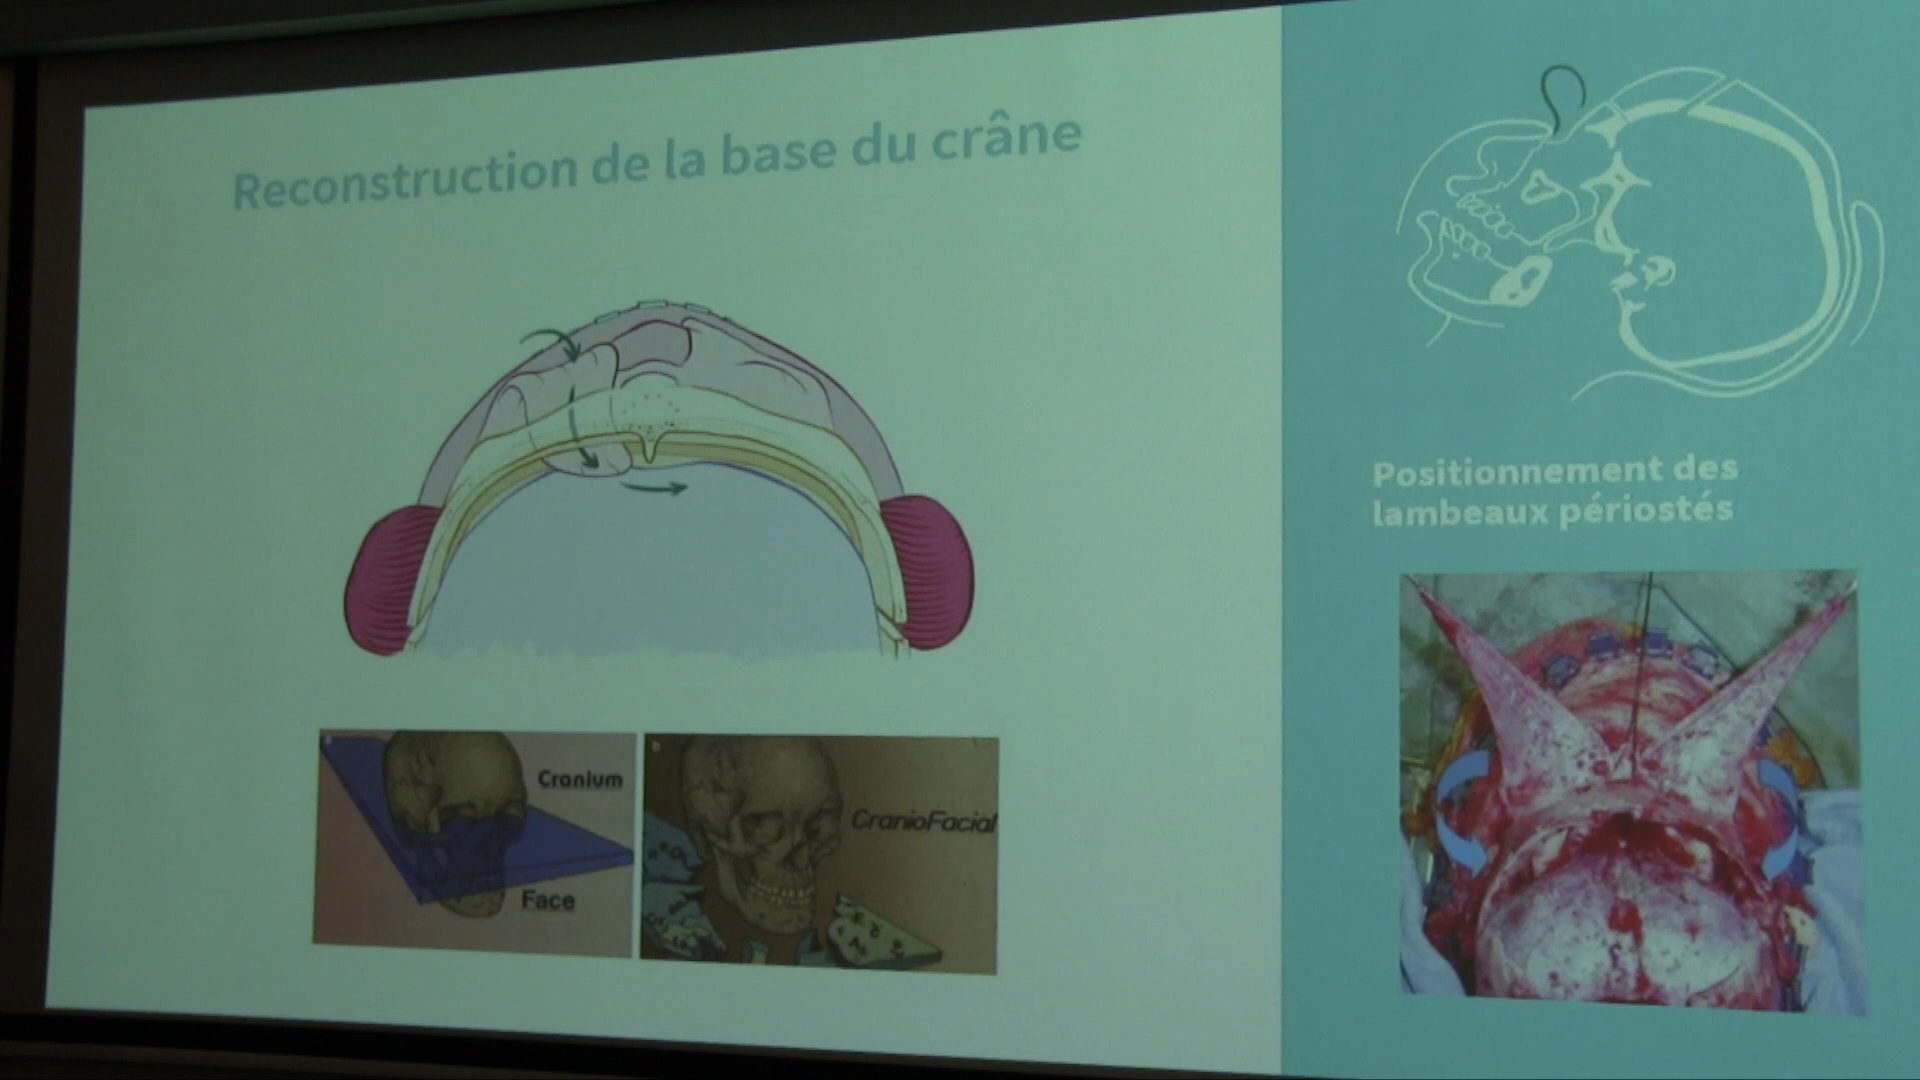 Reconstruction de la base du crâne
Positionnement des
lambeaux périostés
a
Cranium
Face
b
CranioFacial